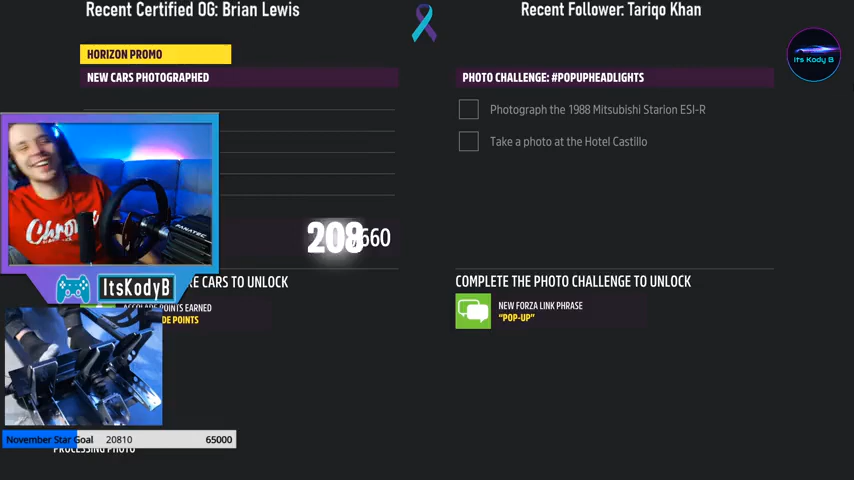 Recent Certified OG: Brian Lewis
Recent Follower: Tariqo Khan
Its Kody B
HORIZON PROMO
NEW CARS PHOTOGRAPHED
PHOTO CHALLENGE: #POPUPHEADLIGHTS
Photograph the 1988 Mitsubishi Starion ESI-R
Take a photo at the Hotel Castillo
FANATEC
208/660
ItsKodyB
CARS TO UNLOCK
COMPLETE THE PHOTO CHALLENGE TO UNLOCK
POINTS EARNED
POINTS
NEW FORZA LINK PHRASE
"POP-UP"
November Star Goal 20810 65000
PROCESSING PHOTO